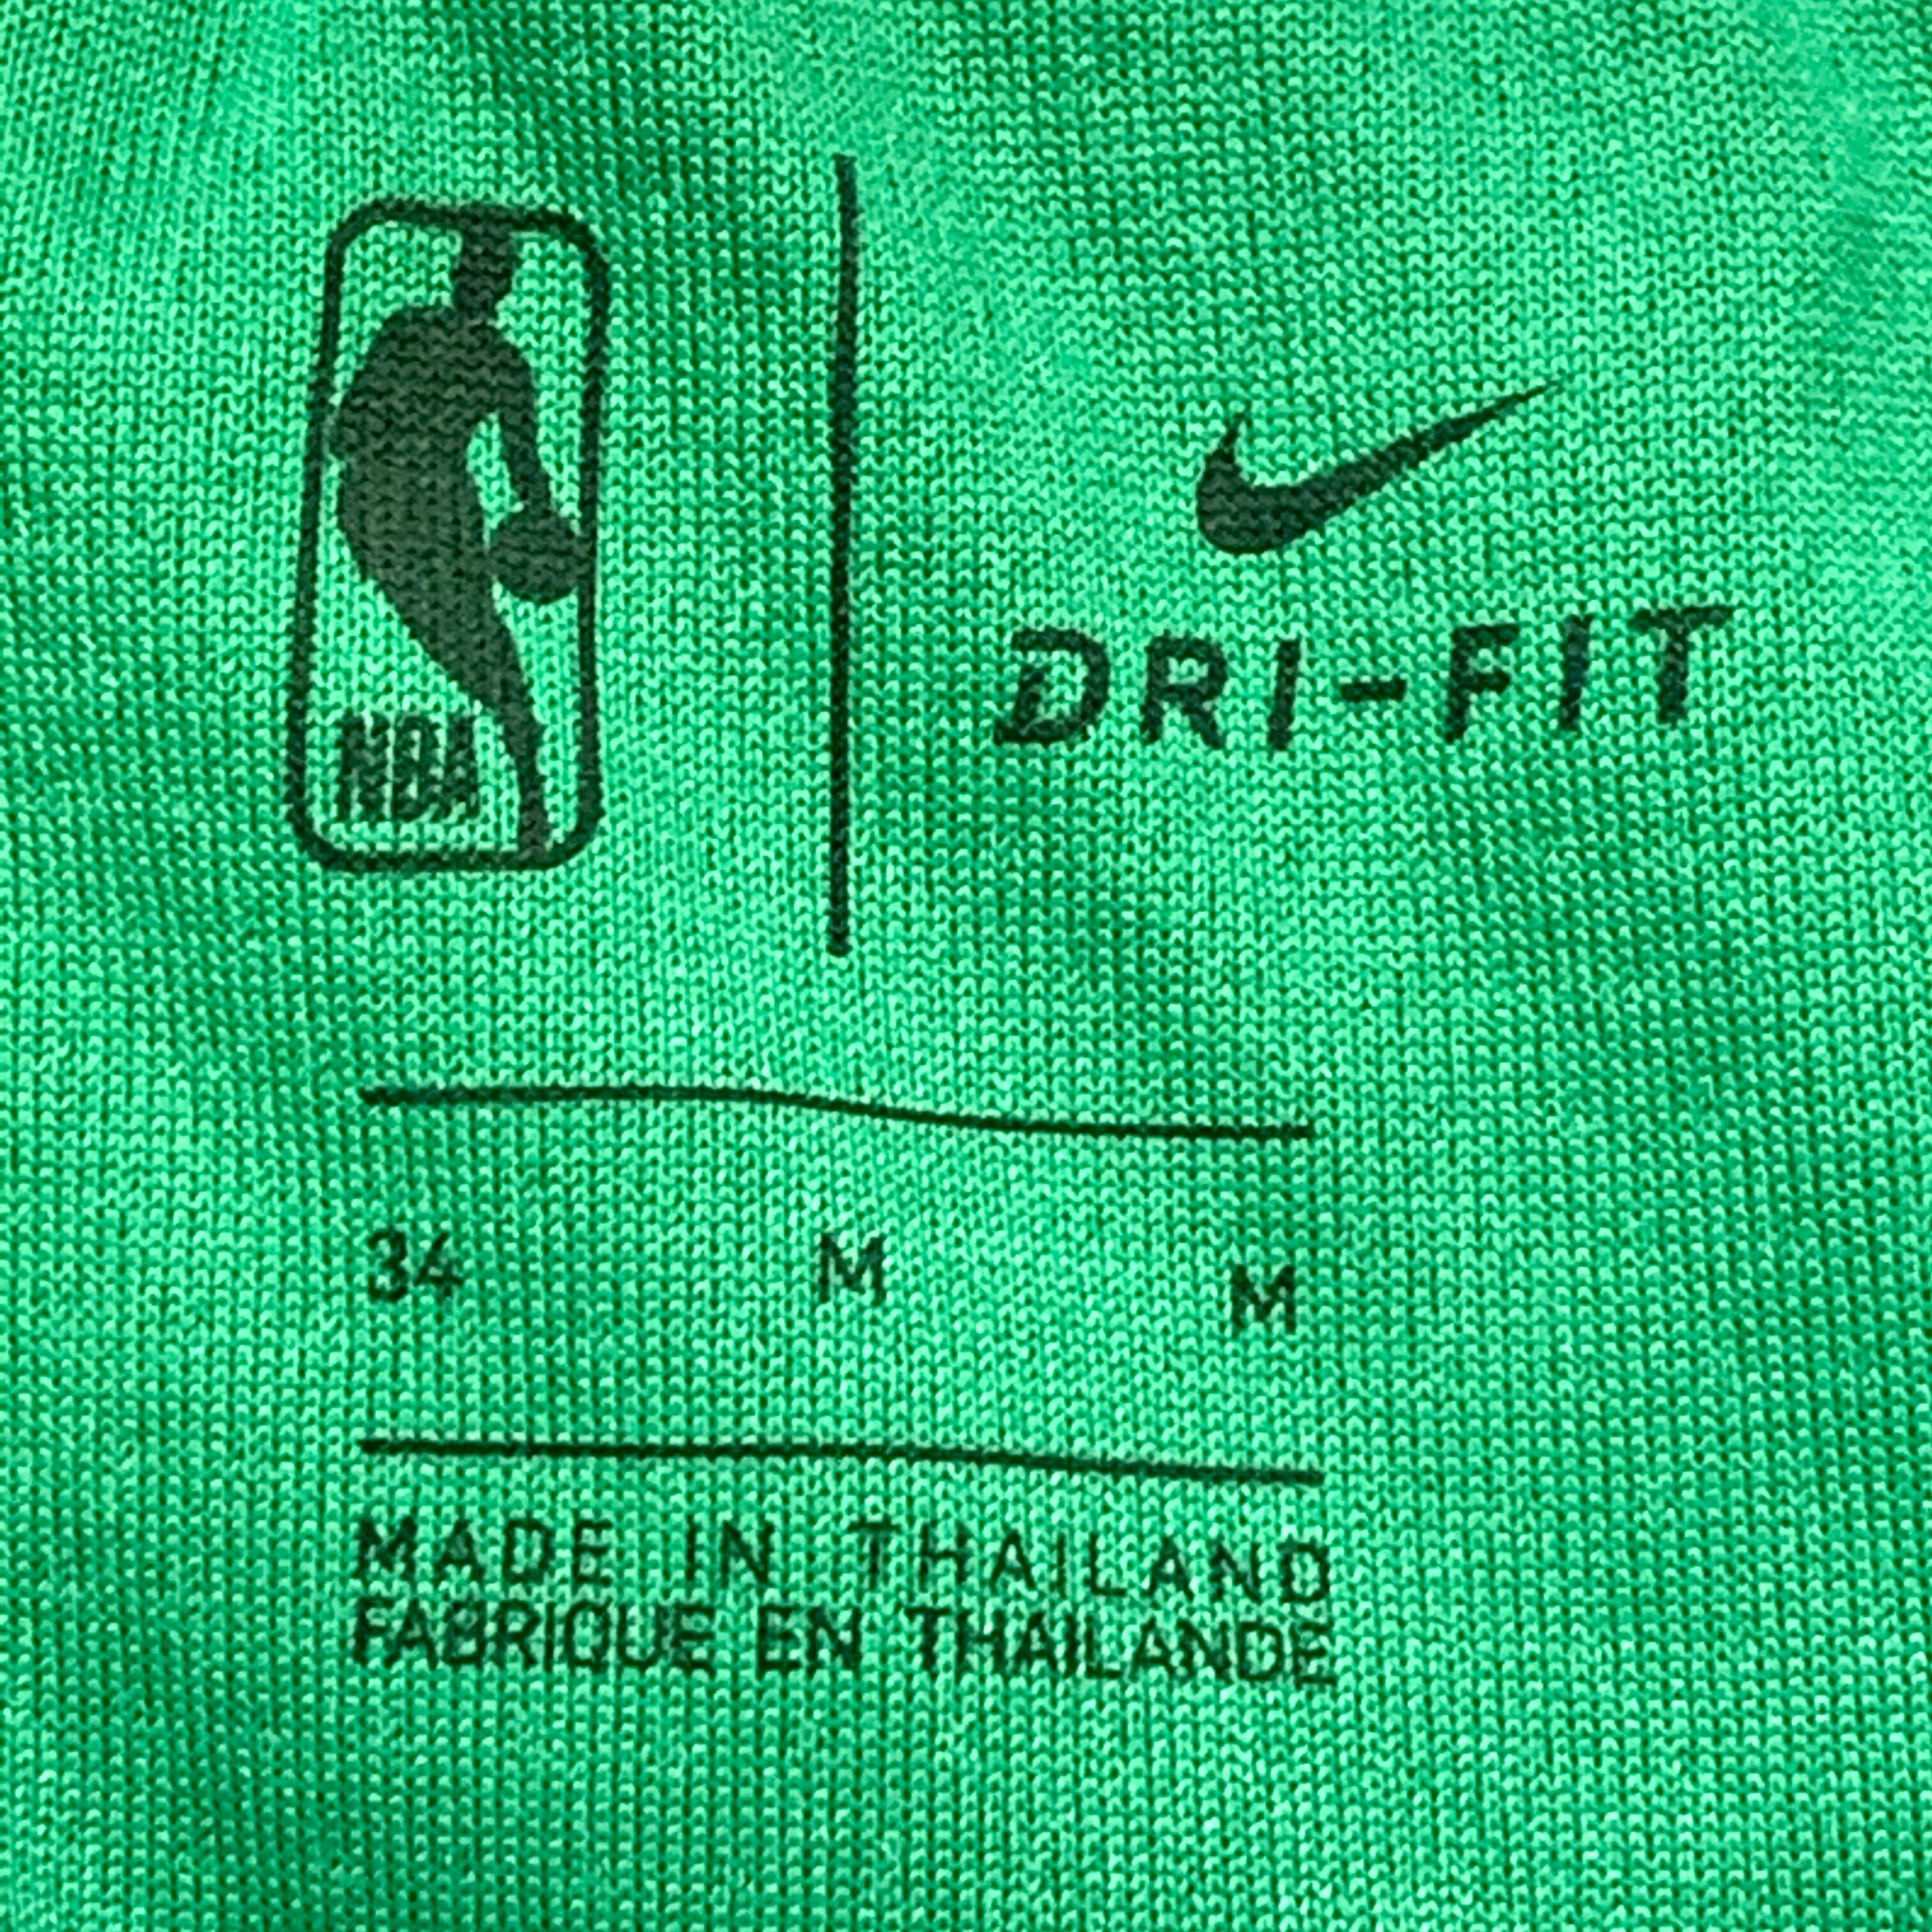 NBA
DRI-FIT
34 M M
MADE IN THAILAND
FABRIQUE EN THAILANDE